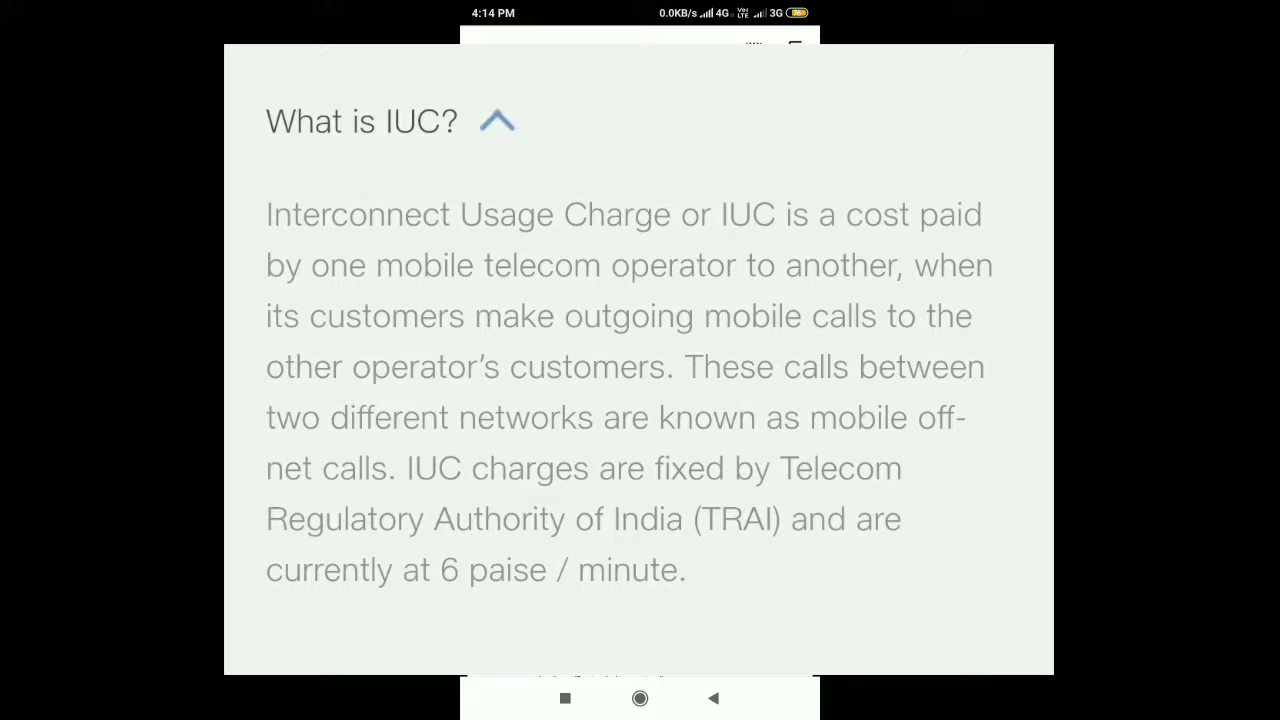 4:14 PM 0.0KB/s 4G Vo LTE 3G 76
What is IUC?
Interconnect Usage Charge or IUC is a cost paid
by one mobile telecom operator to another, when
its customers make outgoing mobile calls to the
other operator’s customers. These calls between
two different networks are known as mobile off-
net calls. IUC charges are fixed by Telecom
Regulatory Authority of India (TRAI) and are
currently at 6 paise / minute.